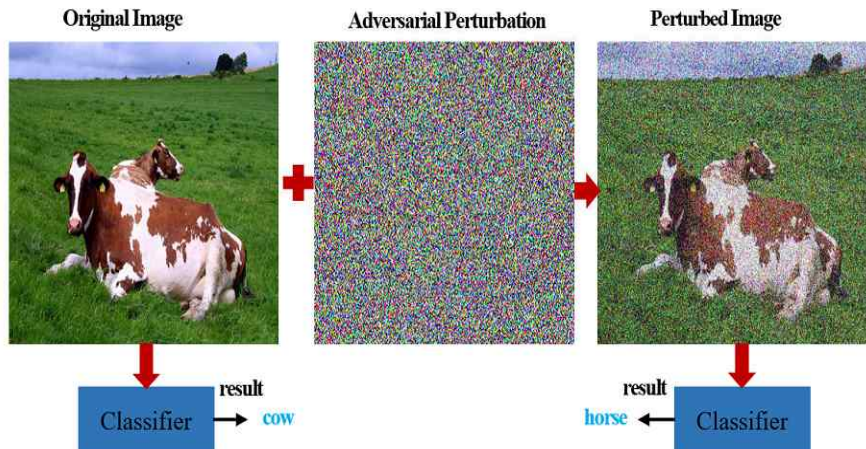 Original Image
Adversarial Perturbation
Perturbed Image
Classifier
result
cow
result
horse
Classifier